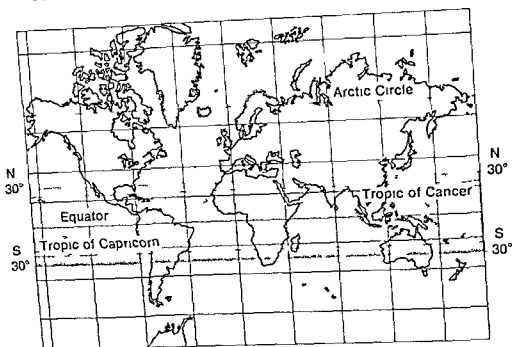 Arctic Circle
N
30°
N
30°
Tropic of Cancer
Equator
S
30°
Tropic of Capricorn
S
30°